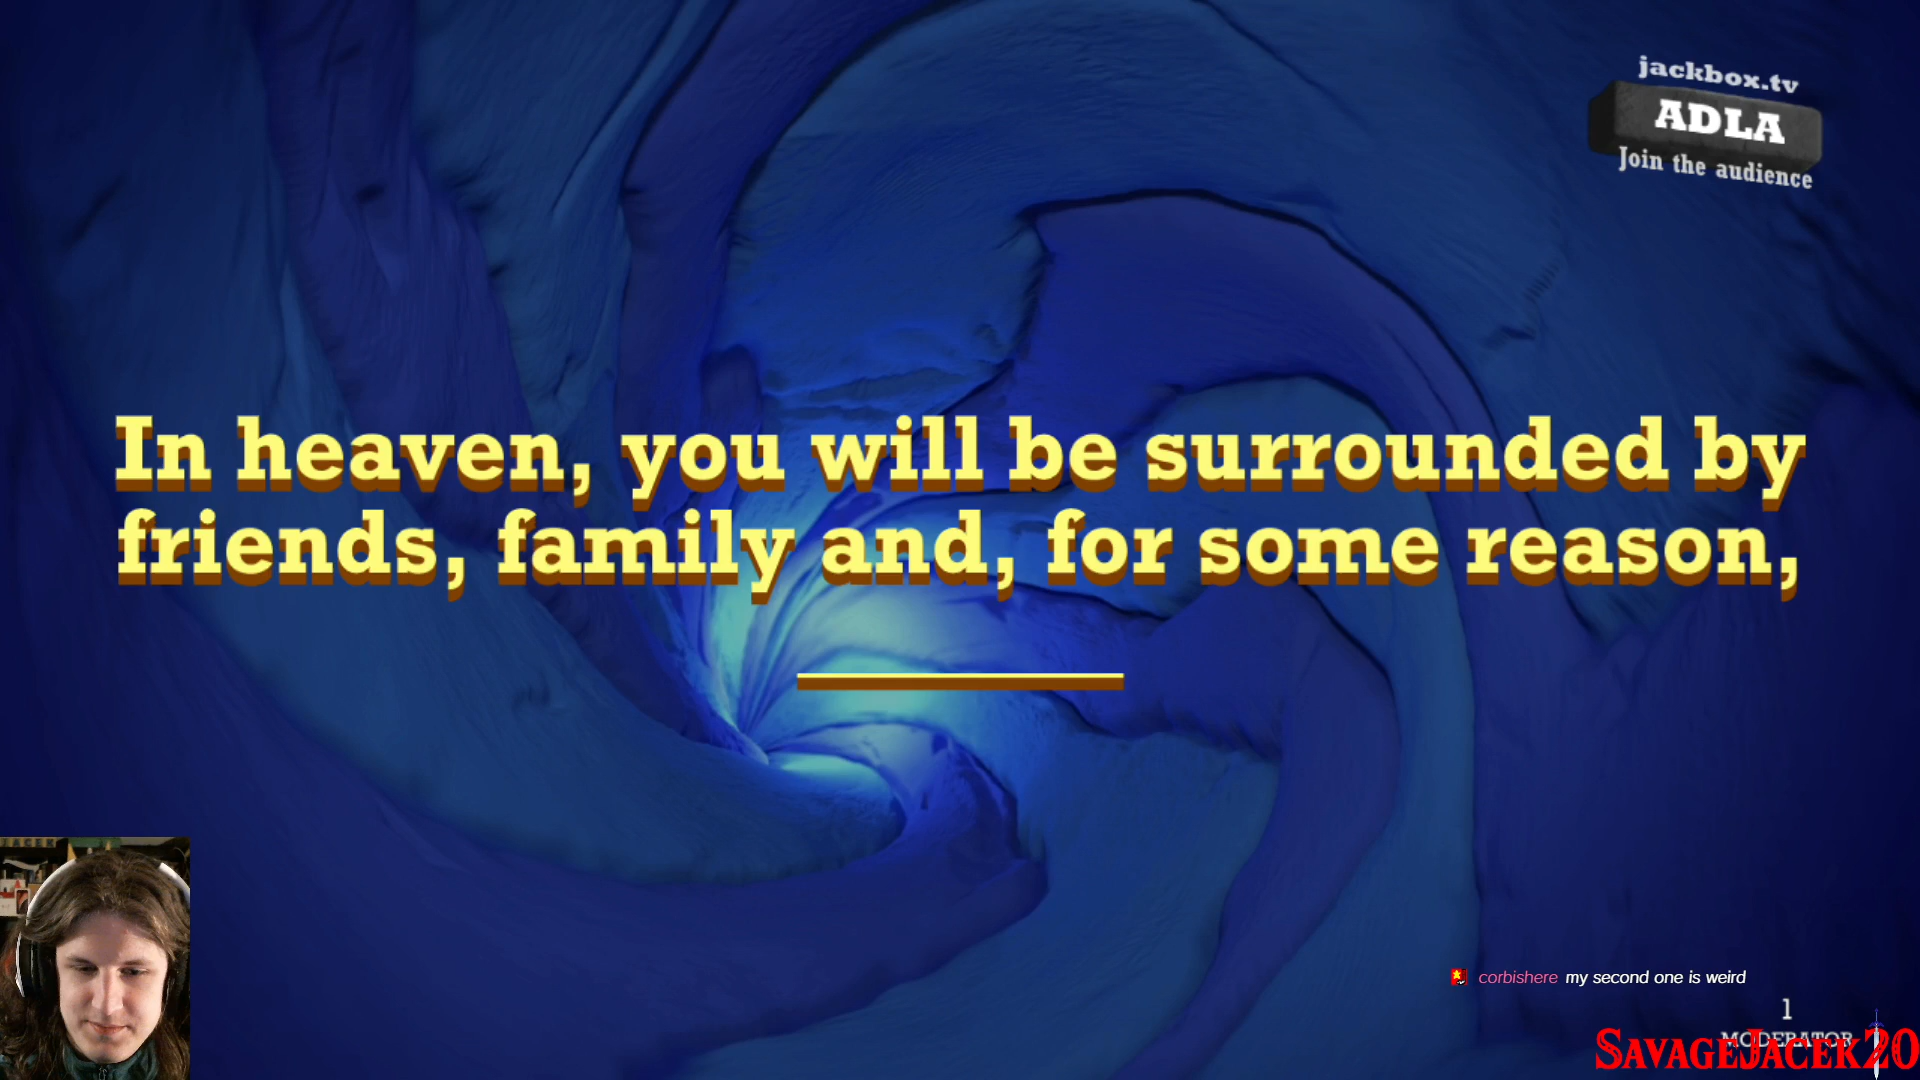 jackbox.tv
ADLA
Join the audience
In heaven, you will be surrounded by
friends, family and, for some reason,
corbishere my second one is weird
1
MODERATOR
SAVAGEJACEK20